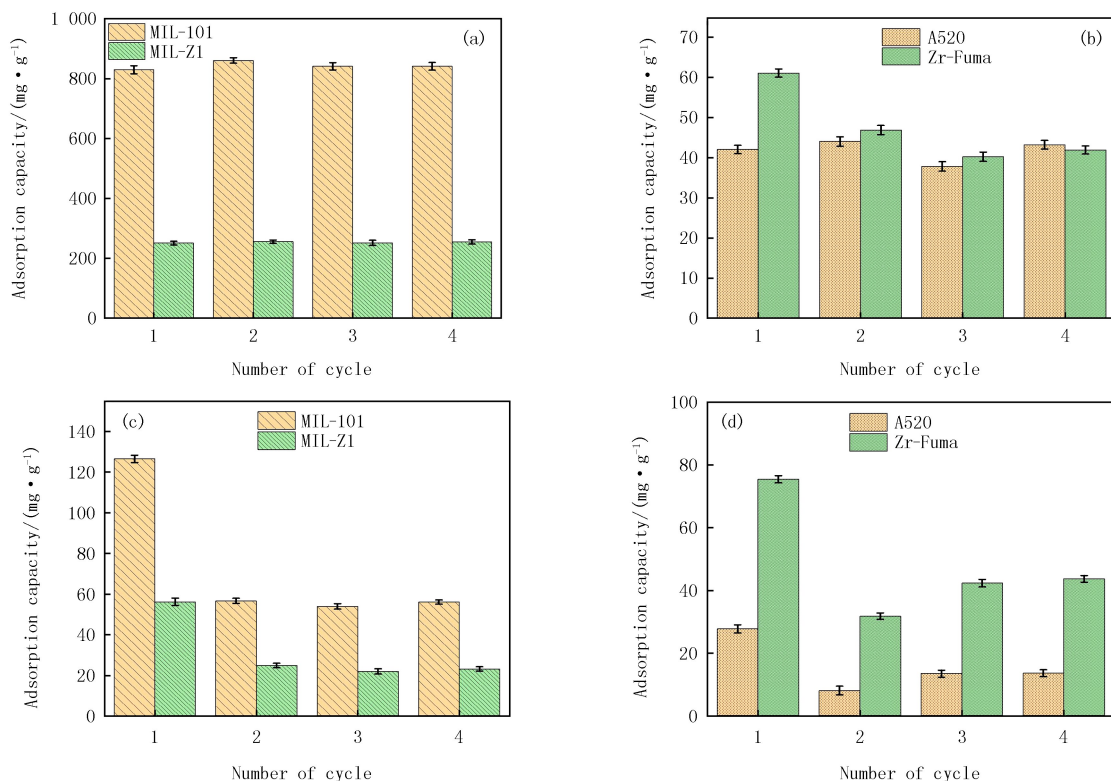 1 000
MIL-101
MIL-Z1
(a)
800
600
400
200
0
Adsorption capacity/(mg·g⁻¹)
1 2 3 4
Number of cycle
70
A520
Zr-Fuma
(b)
60
50
40
30
20
10
0
Adsorption capacity/(mg·g⁻¹)
1 2 3 4
Number of cycle
(c)
MIL-101
MIL-Z1
140
120
100
80
60
40
20
0
Adsorption capacity/(mg·g⁻¹)
1 2 3 4
Number of cycle
100
(d)
A520
Zr-Fuma
80
60
40
20
0
Adsorption capacity/(mg·g⁻¹)
1 2 3 4
Number of cycle